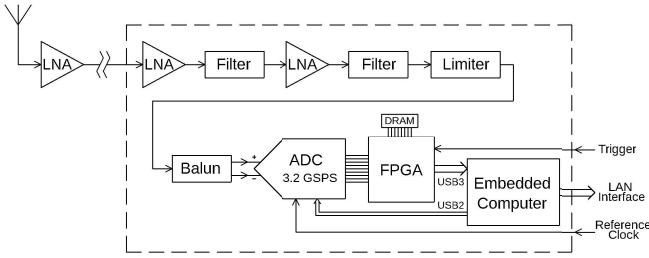 LNA
LNA
Filter
LNA
Filter
Limiter
DRAM
Balun
+
−
ADC
3.2 GSPS
FPGA
Trigger
USB3
USB2
Embedded
Computer
LAN
Interface
Reference
Clock